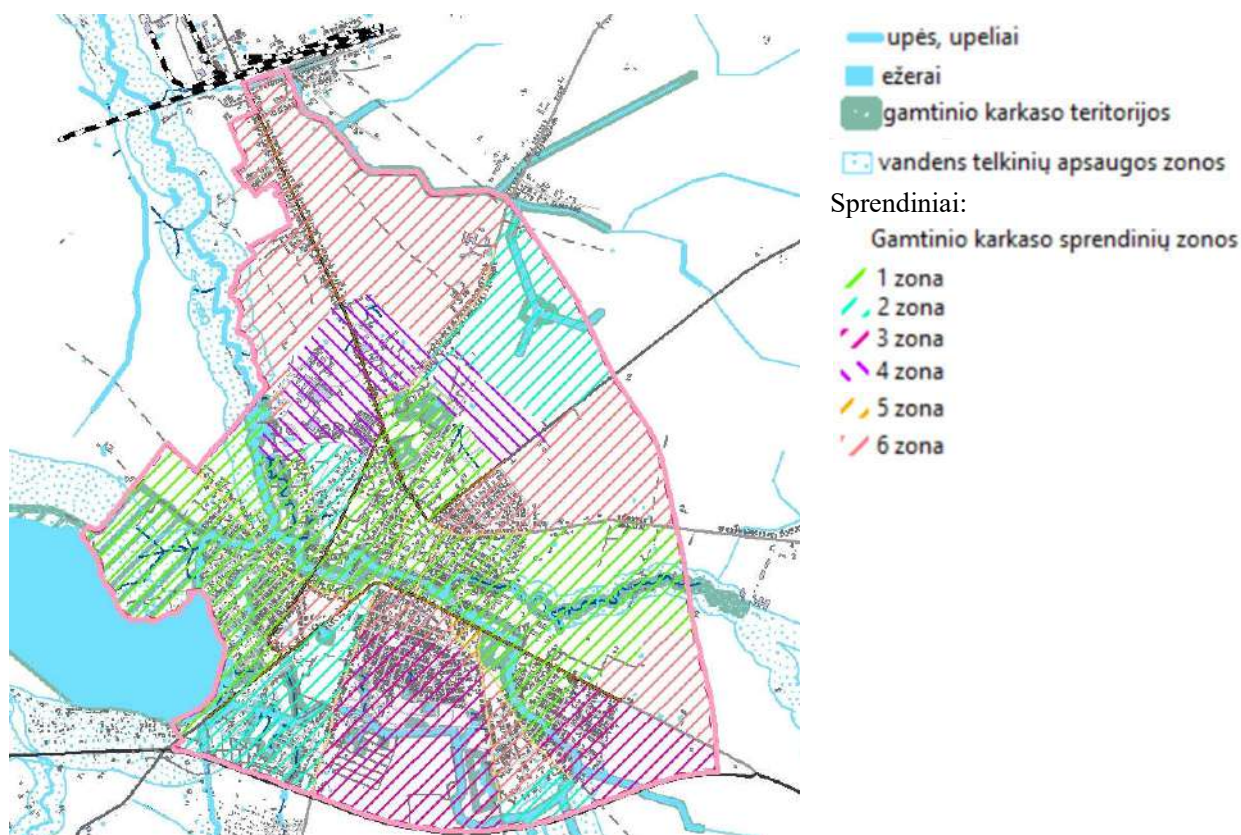 upės, upeliai
ežerai
gamtinio karkaso teritorijos
vandens telkinių apsaugos zonos
Sprendiniai:
Gamtinio karkaso sprendinių zonos
1 zona
2 zona
3 zona
4 zona
5 zona
6 zona